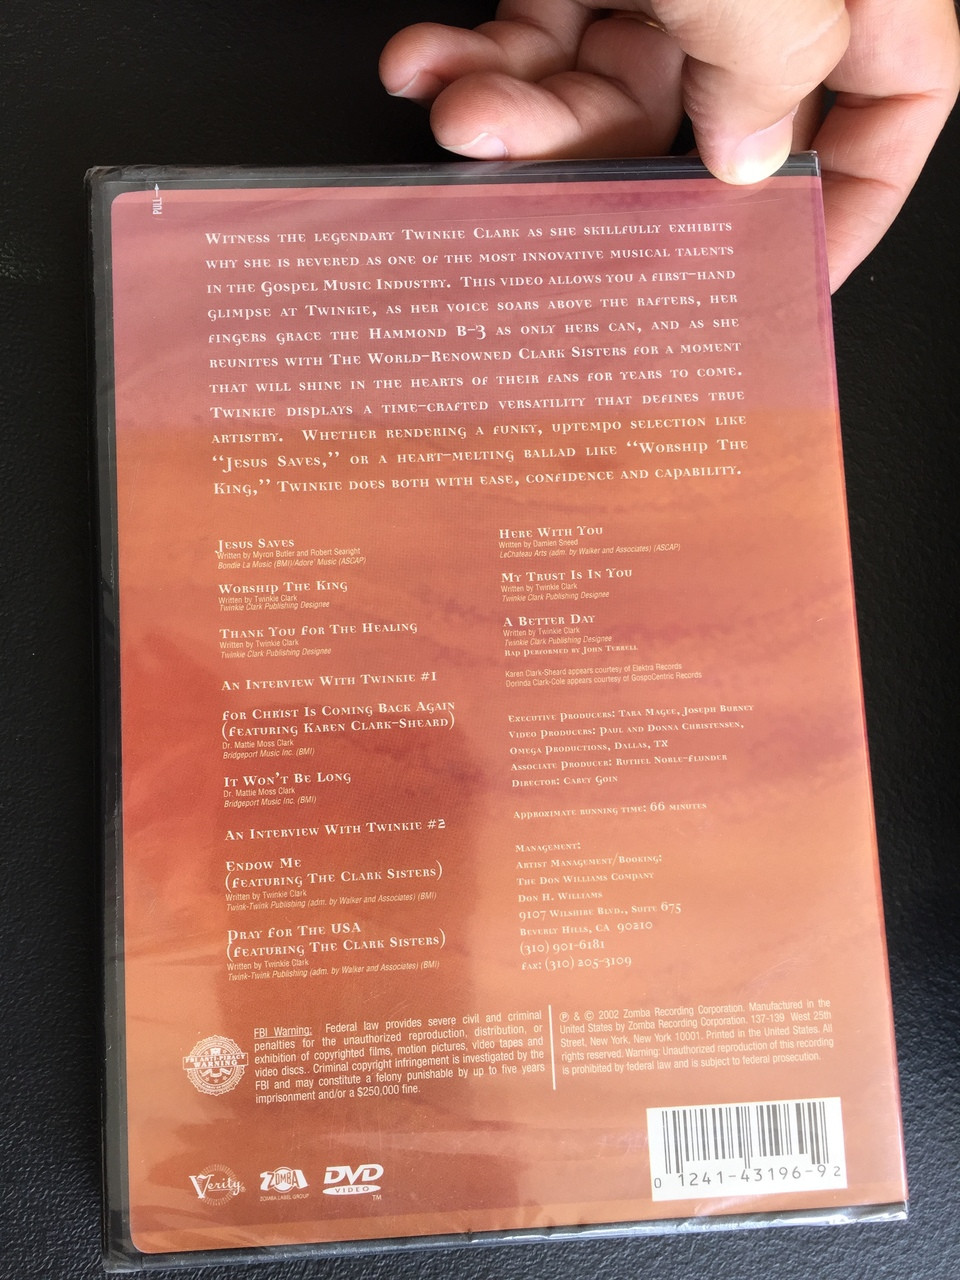 PULL→
Witness the legendary Twinkie Clark as she skillfully exhibits
why she is revered as one of the most innovative musical talents
in the Gospel Music Industry. This video allows you a first-hand
glimpse at Twinkie, as her voice soars above the rafters, her
fingers grace the Hammond B-3 as only hers can, and as she
reunites with The World-Renowned Clark Sisters for a moment
that will shine in the hearts of their fans for years to come.
Twinkie displays a time-crafted versatility that defines true
artistry. Whether rendering a funky, uptempo selection like
“Jesus Saves,” or a heart-melting ballad like “Worship The
King,” Twinkie does both with ease, confidence and capability.
Jesus Saves
Written by Myron Butler and Robert Searight
Bondie La Music (BMI)/Adore' Music (ASCAP)
Worship The King
Written by Twinkie Clark
Twinkie Clark Publishing Designee
Thank You for The Healing
Written by Twinkie Clark
Twinkie Clark Publishing Designee
An Interview With Twinkie #1
for Christ Is Coming Back Again
(featuring Karen Clark-Sheard)
Dr. Mattie Moss Clark
Bridgeport Music Inc. (BMI)
It Won't Be Long
Dr. Mattie Moss Clark
Bridgeport Music Inc. (BMI)
An Interview With Twinkie #2
Endow Me
(featuring The Clark Sisters)
Written by Twinkie Clark
Twink-Twink Publishing (adm. by Walker and Associates) (BMI)
Pray for The USA
(featuring The Clark Sisters)
Written by Twinkie Clark
Twink-Twink Publishing (adm. by Walker and Associates) (BMI)
Here With You
Written by Damien Sneed
LeChateau Arts (adm. by Walker and Associates) (ASCAP)
My Trust Is In You
Written by Twinkie Clark
Twinkie Clark Publishing Designee
A Better Day
Written by Twinkie Clark
Twinkie Clark Publishing Designee
Rap Performed by John Terrell
Karen Clark-Sheard appears courtesy of Elektra Records
Dorinda Clark-Cole appears courtesy of GospoCentric Records
Executive Producers: Tara Magee, Joseph Burney
Video Producers: Paul and Donna Christensen,
Omega Productions, Dallas, TX
Associate Producer: Ruthel Noble-flunder
Director: Carey Goin
Approximate running time: 66 minutes
Management:
Artist Management/Booking:
The Don Williams Company
Don H. Williams
9107 Wilshire Blvd., Suite 675
Beverly Hills, CA 90210
(310) 901-6181
fax: (310) 205-3109
FBI ANTI-PIRACY
WARNING
FBI Warning: Federal law provides severe civil and criminal
penalties for the unauthorized reproduction, distribution, or
exhibition of copyrighted films, motion pictures, video tapes and
video discs.. Criminal copyright infringement is investigated by the
FBI and may constitute a felony punishable by up to five years
imprisonment and/or a $250,000 fine.
℗ & © 2002 Zomba Recording Corporation. Manufactured in the
United States by Zomba Recording Corporation. 137-139 West 25th
Street, New York, New York 10001. Printed in the United States. All
rights reserved. Warning: Unauthorized reproduction of this recording
is prohibited by federal law and is subject to federal prosecution.
Verity
ZOMBA
ZOMBA LABEL GROUP
DVD
VIDEO
TM
0 1241-43196-9 2